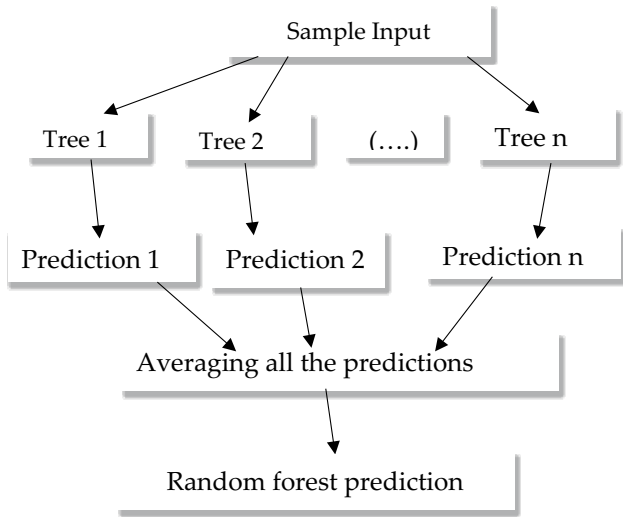 Sample Input
Tree 1
Tree 2
(….)
Tree n
Prediction 1
Prediction 2
Prediction n
Averaging all the predictions
Random forest prediction